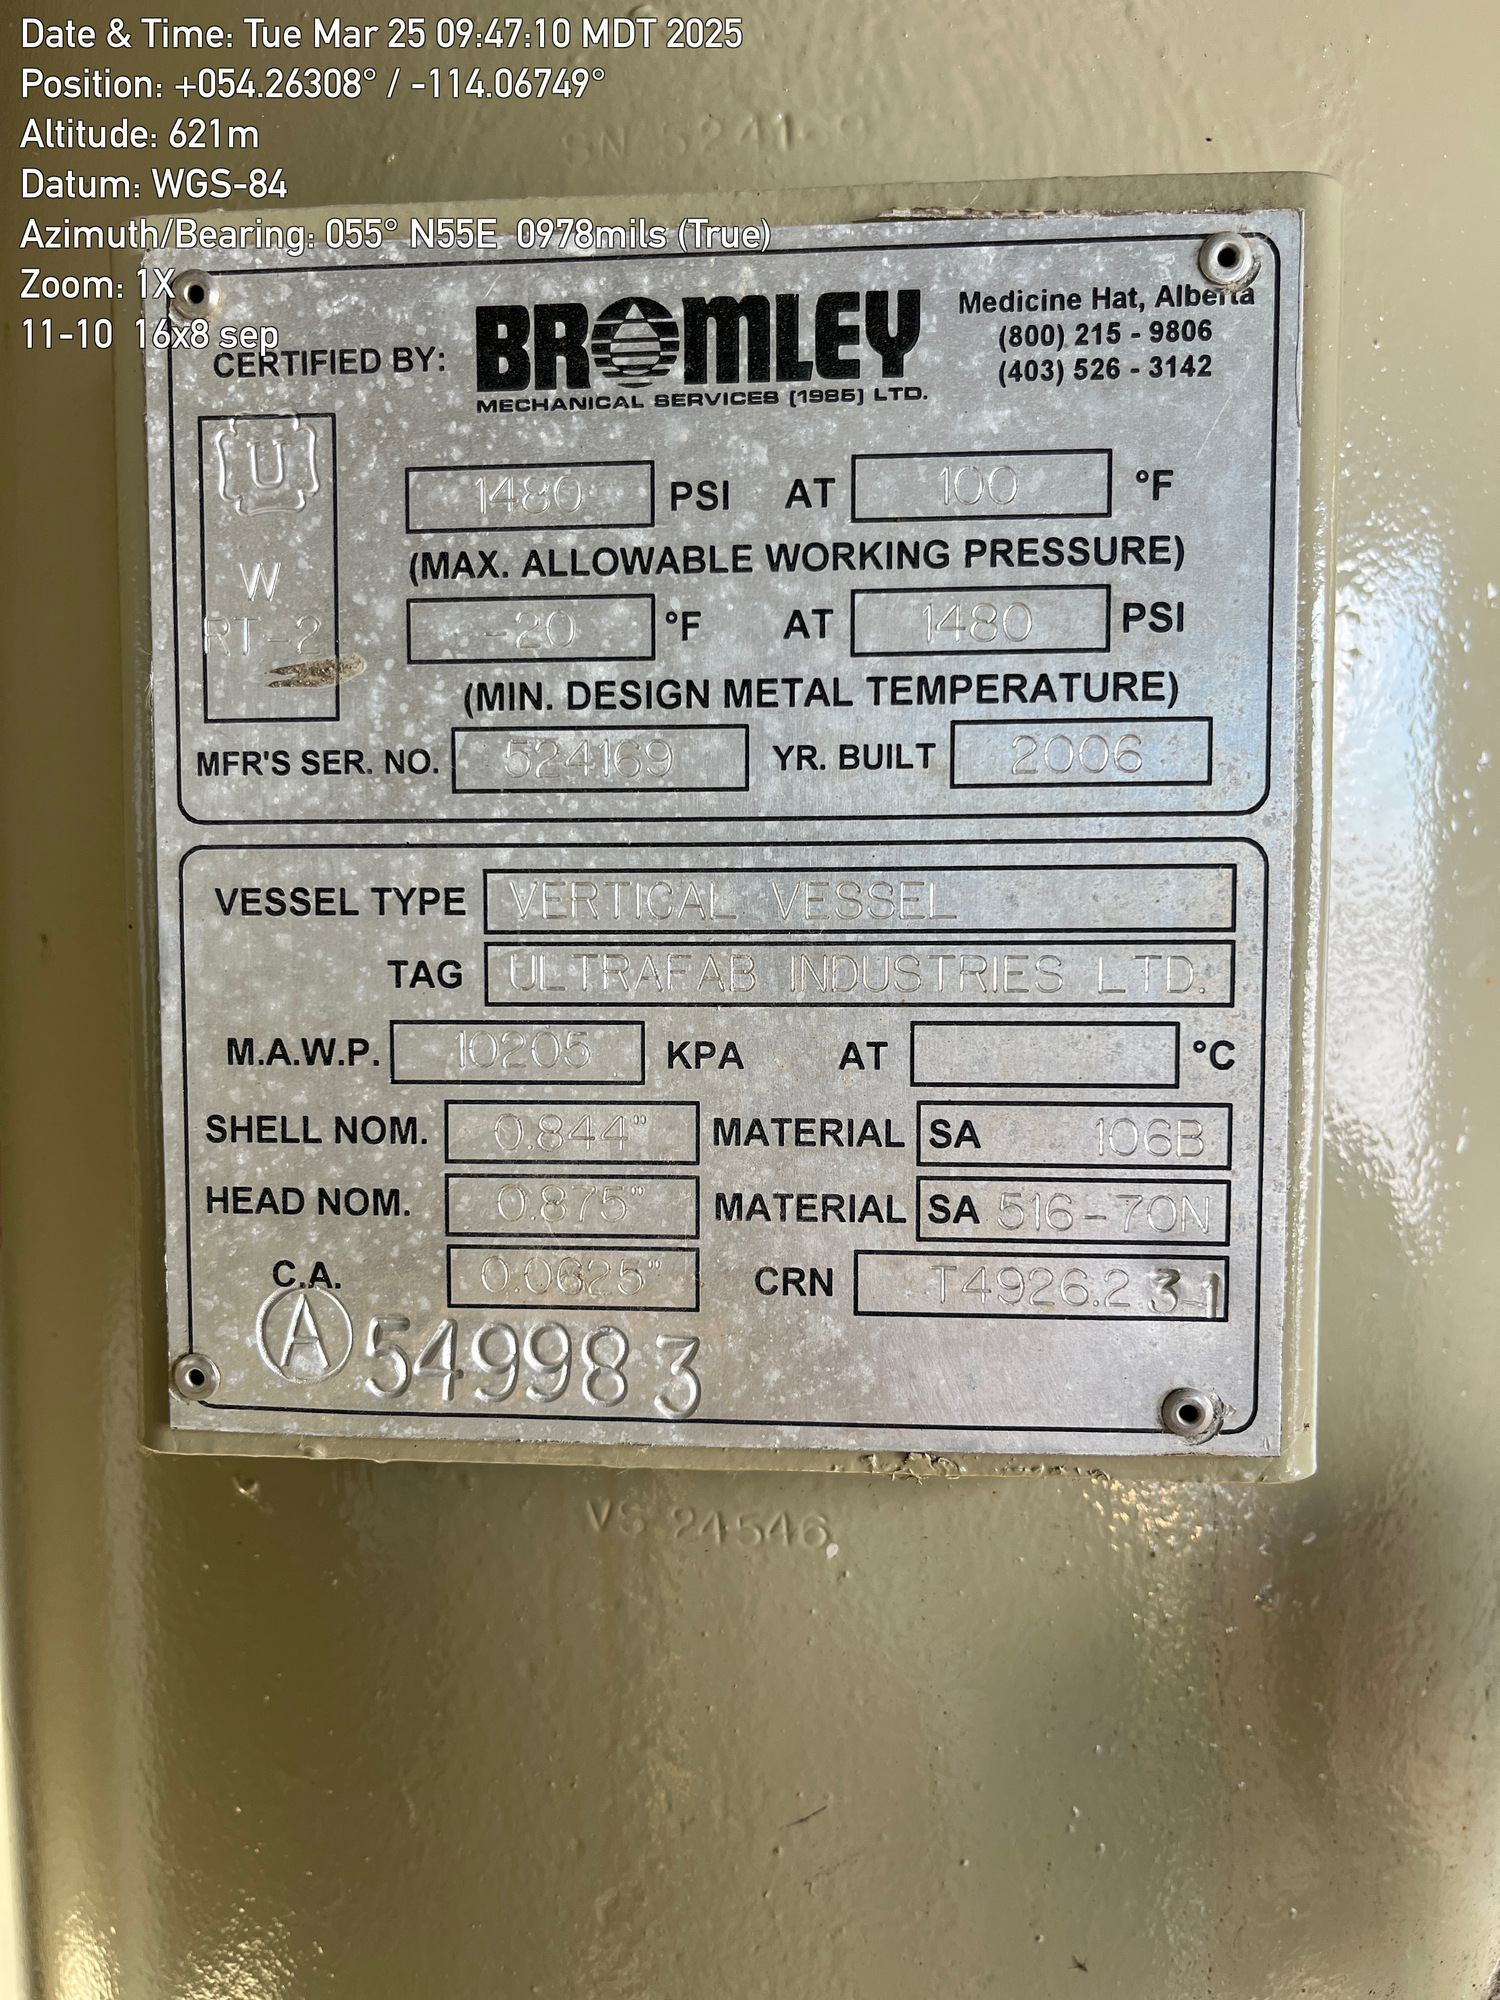 Date & Time: Tue Mar 25 09:47:10 MDT 2025
Position: +054.26308° / -114.06749°
Altitude: 621m
Datum: WGS-84
Azimuth/Bearing: 055° N55E 0978mils (True)
Zoom: 1X
11-10 16x8 sep
SN 524169
CERTIFIED BY: BROMLEY
MECHANICAL SERVICES [1985] LTD.
Medicine Hat, Alberta
(800) 215 - 9806
(403) 526 - 3142
U
W
RT-2
1480 PSI AT 100 °F
(MAX. ALLOWABLE WORKING PRESSURE)
-20 °F AT 1480 PSI
(MIN. DESIGN METAL TEMPERATURE)
MFR'S SER. NO. 524169 YR. BUILT 2006
VESSEL TYPE VERTICAL VESSEL
TAG ULTRAFAB INDUSTRIES LTD.
M.A.W.P. 10205 KPA AT °C
SHELL NOM. 0.844" MATERIAL SA 106B
HEAD NOM. 0.875" MATERIAL SA 516-70N
C.A. 0.0625" CRN T4926.2 31
A 549983
VS 24546